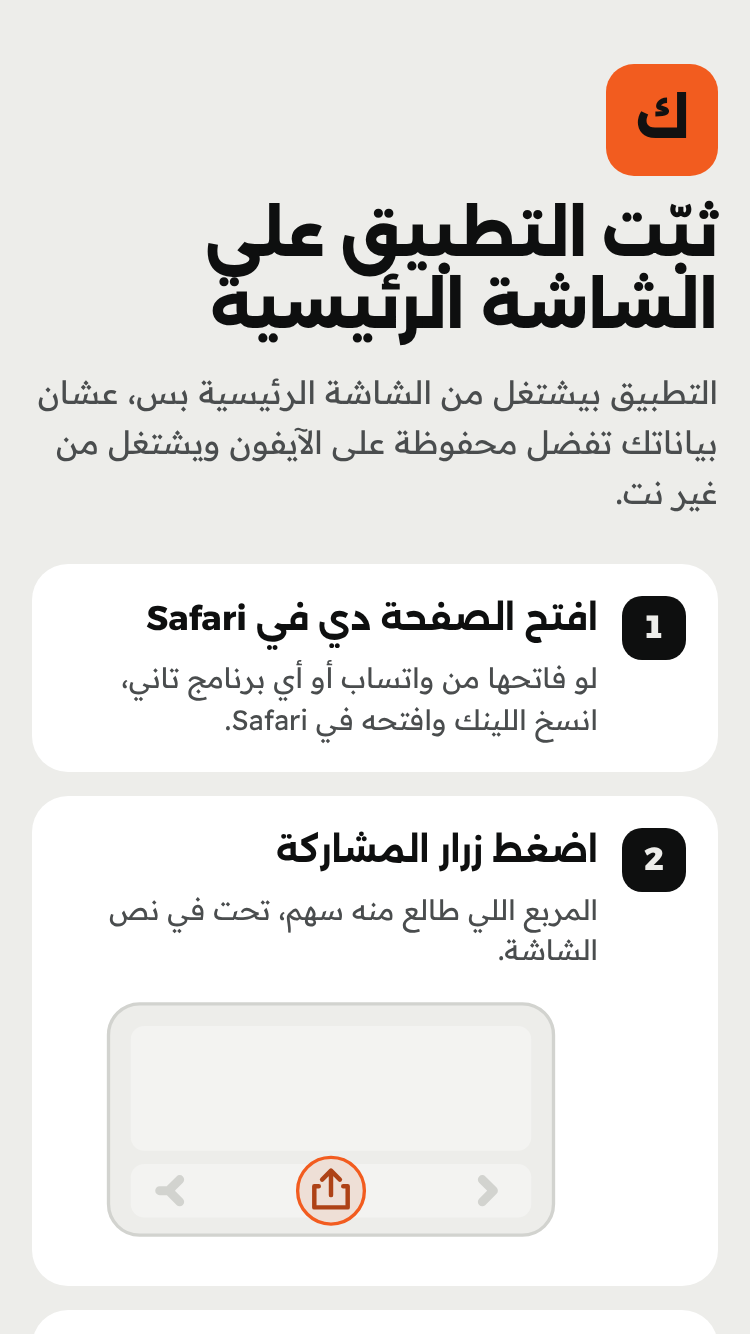 ك
ثبّت التطبيق على
الشاشة الرئيسية
التطبيق بيشتغل من الشاشة الرئيسية بس، عشان
بياناتك تفضل محفوظة على الآيفون ويشتغل من
غير نت.
1
افتح الصفحة دي في Safari
لو فاتحها من واتساب أو أي برنامج تاني،
انسخ اللينك وافتحه في Safari.
2
اضغط زرار المشاركة
المربع اللي طالع منه سهم، تحت في نص
الشاشة.